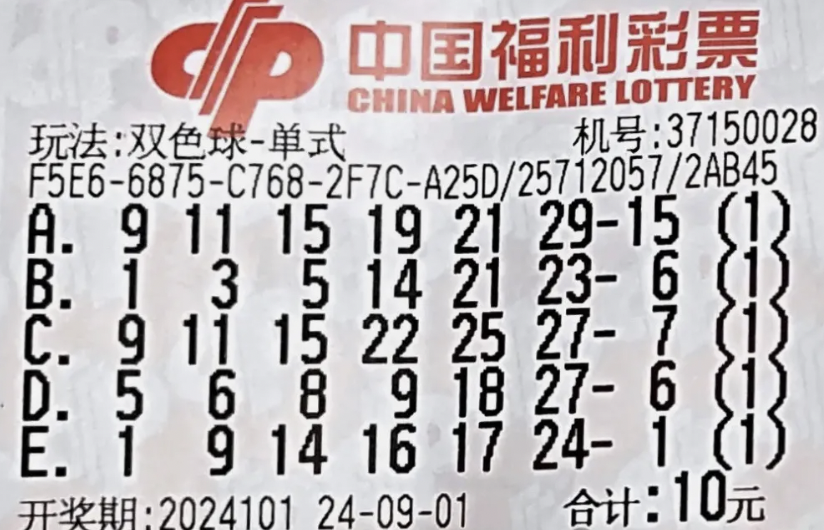 中国福利彩票
CHINA WELFARE LOTTERY
玩法:双色球-单式 机号:37150028
F5E6-6875-C768-2F7C-A25D/25712057/2AB45
A. 9 11 15 19 21 29-15 (1)
B. 1 3 5 14 21 23- 6 (1)
C. 9 11 15 22 25 27- 7 (1)
D. 5 6 8 9 18 27- 6 (1)
E. 1 9 14 16 17 24- 1 (1)
开奖期:2024101 24-09-01 合计:10元